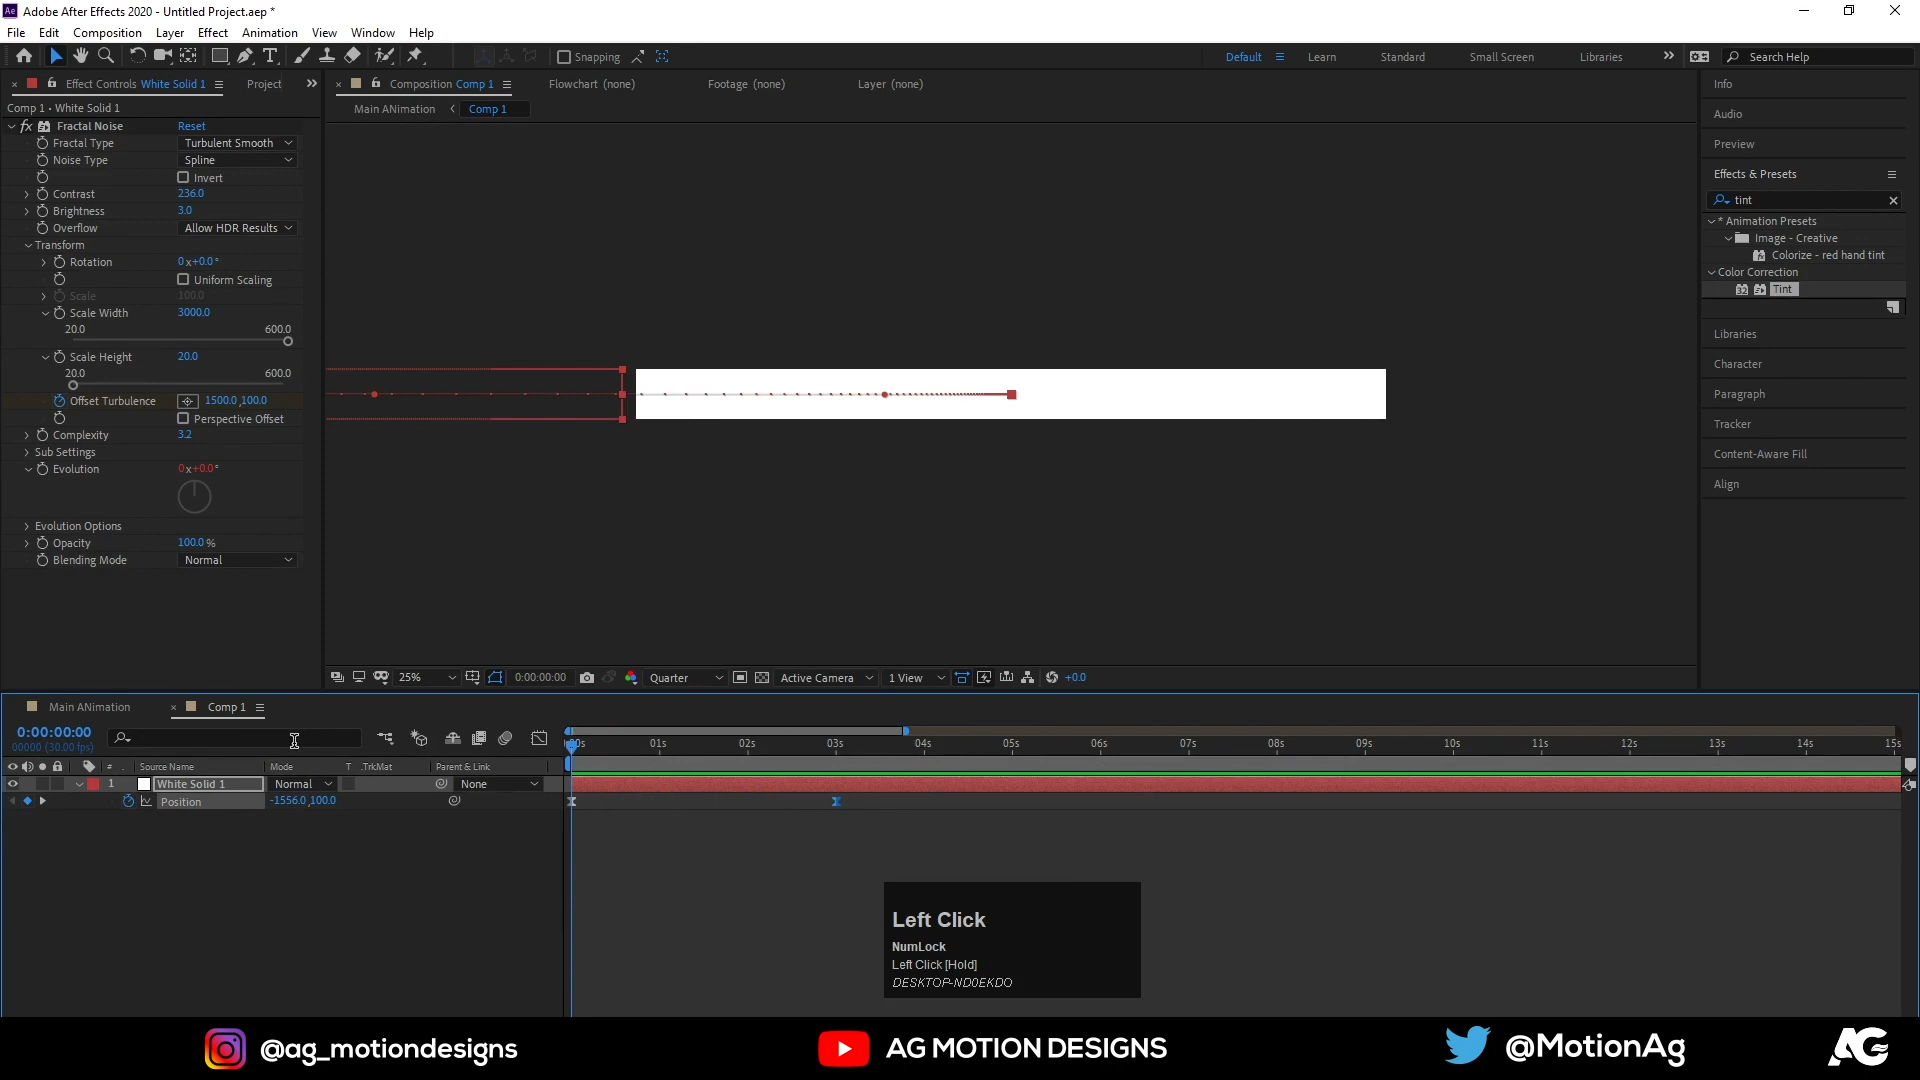 Adobe After Effects 2020 - Untitled Project.aep *
File Edit Composition Layer Effect Animation View Window Help
Snapping
Default Learn Standard Small Screen Libraries Search Help
Effect Controls White Solid 1 Project
Composition Comp 1 Flowchart (none) Footage (none) Layer (none)
Comp 1 • White Solid 1
Main ANimation Comp 1
fx Fractal Noise Reset
Fractal Type Turbulent Smooth
Noise Type Spline
Invert
Contrast 236.0
Brightness 3.0
Overflow Allow HDR Results
Transform
Rotation 0x+0.0°
Uniform Scaling
Scale 100.0
Scale Width 3000.0
20.0 600.0
Scale Height 20.0
20.0 600.0
Offset Turbulence 1500.0,100.0
Perspective Offset
Complexity 3.2
Sub Settings
Evolution 0x+0.0°
Evolution Options
Opacity 100.0%
Blending Mode Normal
Info
Audio
Preview
Effects & Presets
tint
* Animation Presets
Image - Creative
Colorize - red hand tint
Color Correction
32 Tint
Libraries
Character
Paragraph
Tracker
Content-Aware Fill
Align
25% 0:00:00:00 Quarter Active Camera 1 View +0.0
Main ANimation Comp 1
0:00:00:00
00000 (30.00 fps)
00s 01s 02s 03s 04s 05s 06s 07s 08s 09s 10s 11s 12s 13s 14s 15s
# Source Name Mode T .TrkMat Parent & Link
1 White Solid 1 Normal None
Position -1556.0,100.0
Left Click
NumLock
Left Click [Hold]
DESKTOP-ND0EKDO
@ag_motiondesigns AG MOTION DESIGNS @MotionAg AG